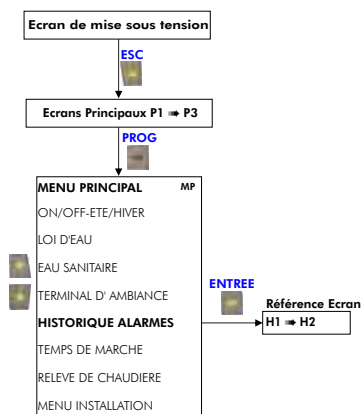 Ecran de mise sous tension
ESC
Ecrans Principaux P1 ➠ P3
PROG
MENU PRINCIPAL MP
ON/OFF-ETE/HIVER
LOI D'EAU
EAU SANITAIRE
TERMINAL D' AMBIANCE
HISTORIQUE ALARMES
TEMPS DE MARCHE
RELEVE DE CHAUDIERE
MENU INSTALLATION
ENTREE
Référence Ecran
H1 ➠ H2